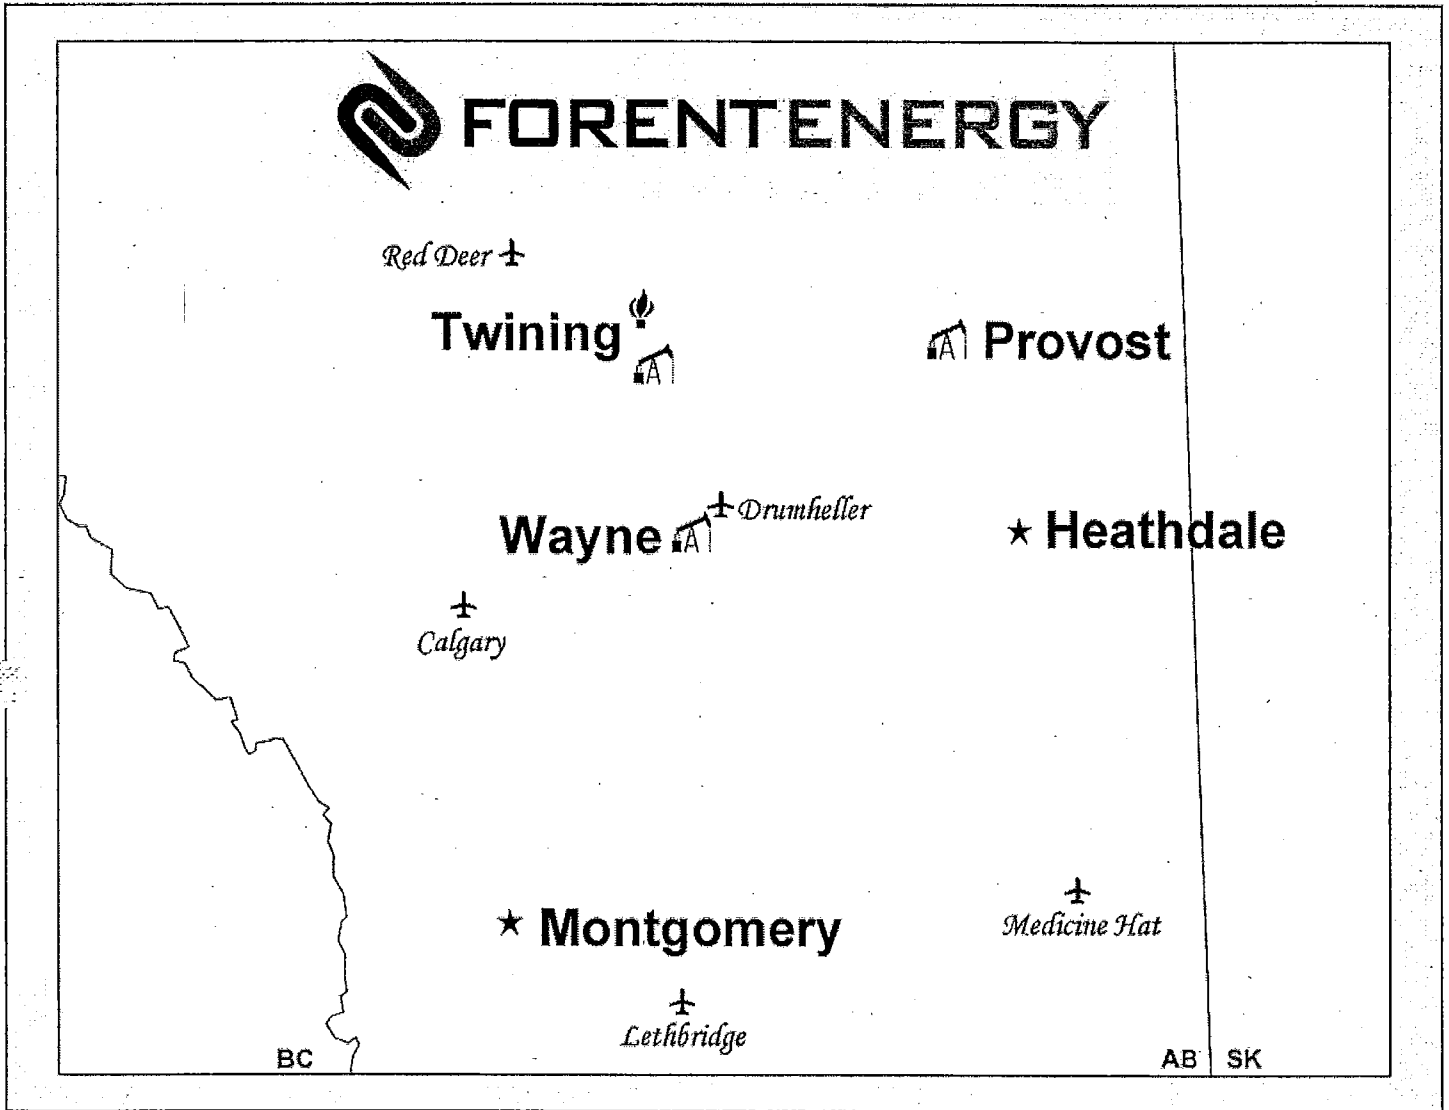 FORENTENERGY
Red Deer
Twining
Provost
Drumheller
Wayne
Heathdale
Calgary
Montgomery
Medicine Hat
Lethbridge
BC
AB
SK